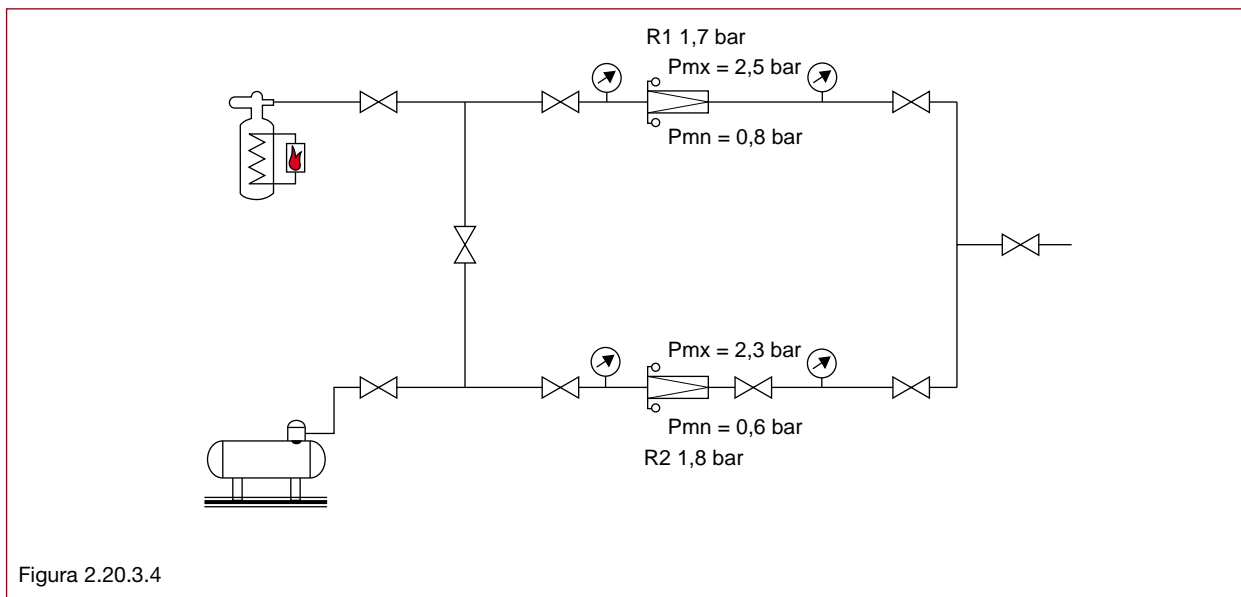 R1 1,7 bar
Pmx = 2,5 bar
Pmn = 0,8 bar
Pmx = 2,3 bar
Pmn = 0,6 bar
R2 1,8 bar
Figura 2.20.3.4